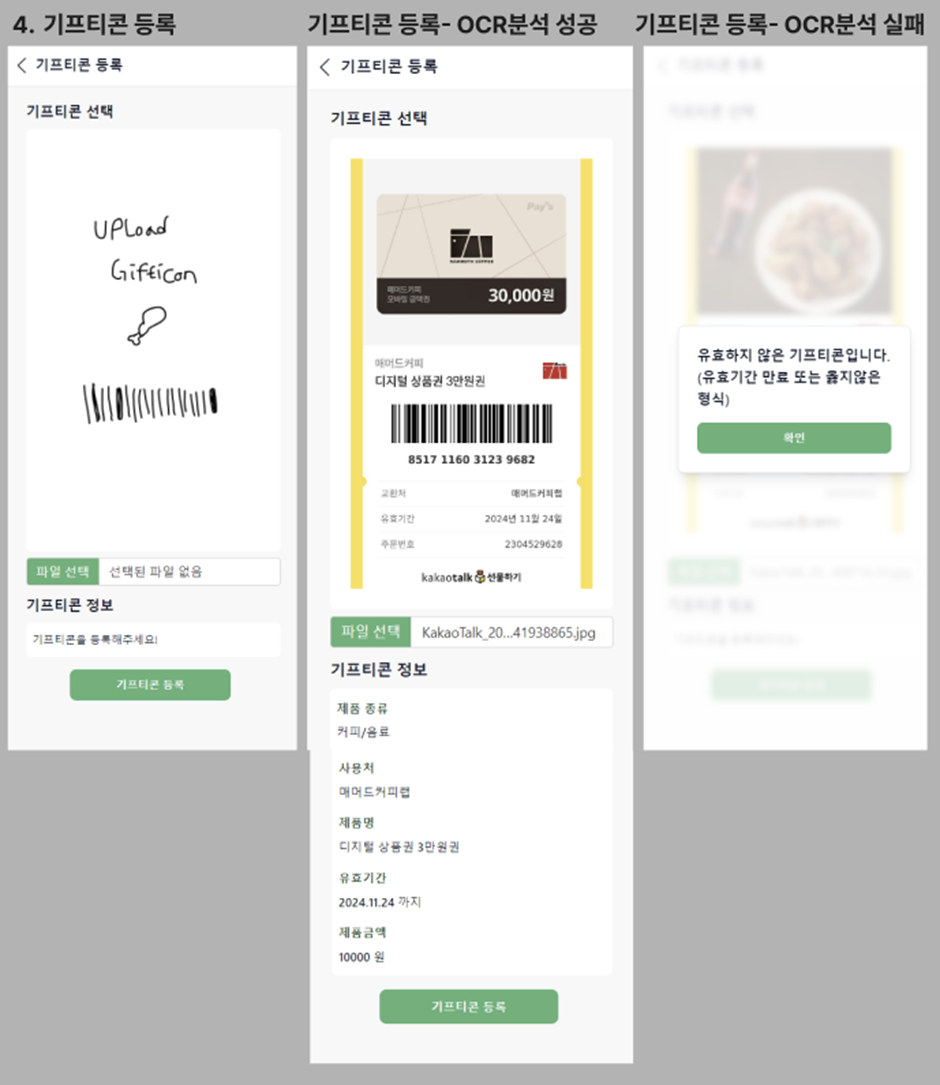 4. 기프티콘 등록
기프티콘 등록
기프티콘 선택
UPLoad
Gifticon
파일 선택 선택된 파일 없음
기프티콘 정보
기프티콘을 등록해주세요!
기프티콘 등록
기프티콘 등록- OCR분석 성공
기프티콘 등록
기프티콘 선택
Pay's
매머드커피
모바일 금액권
30,000원
매머드커피
디지털 상품권 3만원권
8517 1160 3123 9682
교환처 매머드커피랩
유효기간 2024년 11월 24일
주문번호 2304529628
kakaotalk 선물하기
파일 선택 KakaoTalk_20...41938865.jpg
기프티콘 정보
제품 종류
커피/음료
사용처
매머드커피랩
제품명
디지털 상품권 3만원권
유효기간
2024.11.24 까지
제품금액
10000 원
기프티콘 등록
기프티콘 등록- OCR분석 실패
유효하지 않은 기프티콘입니다.
(유효기간 만료 또는 옳지않은
형식)
확인